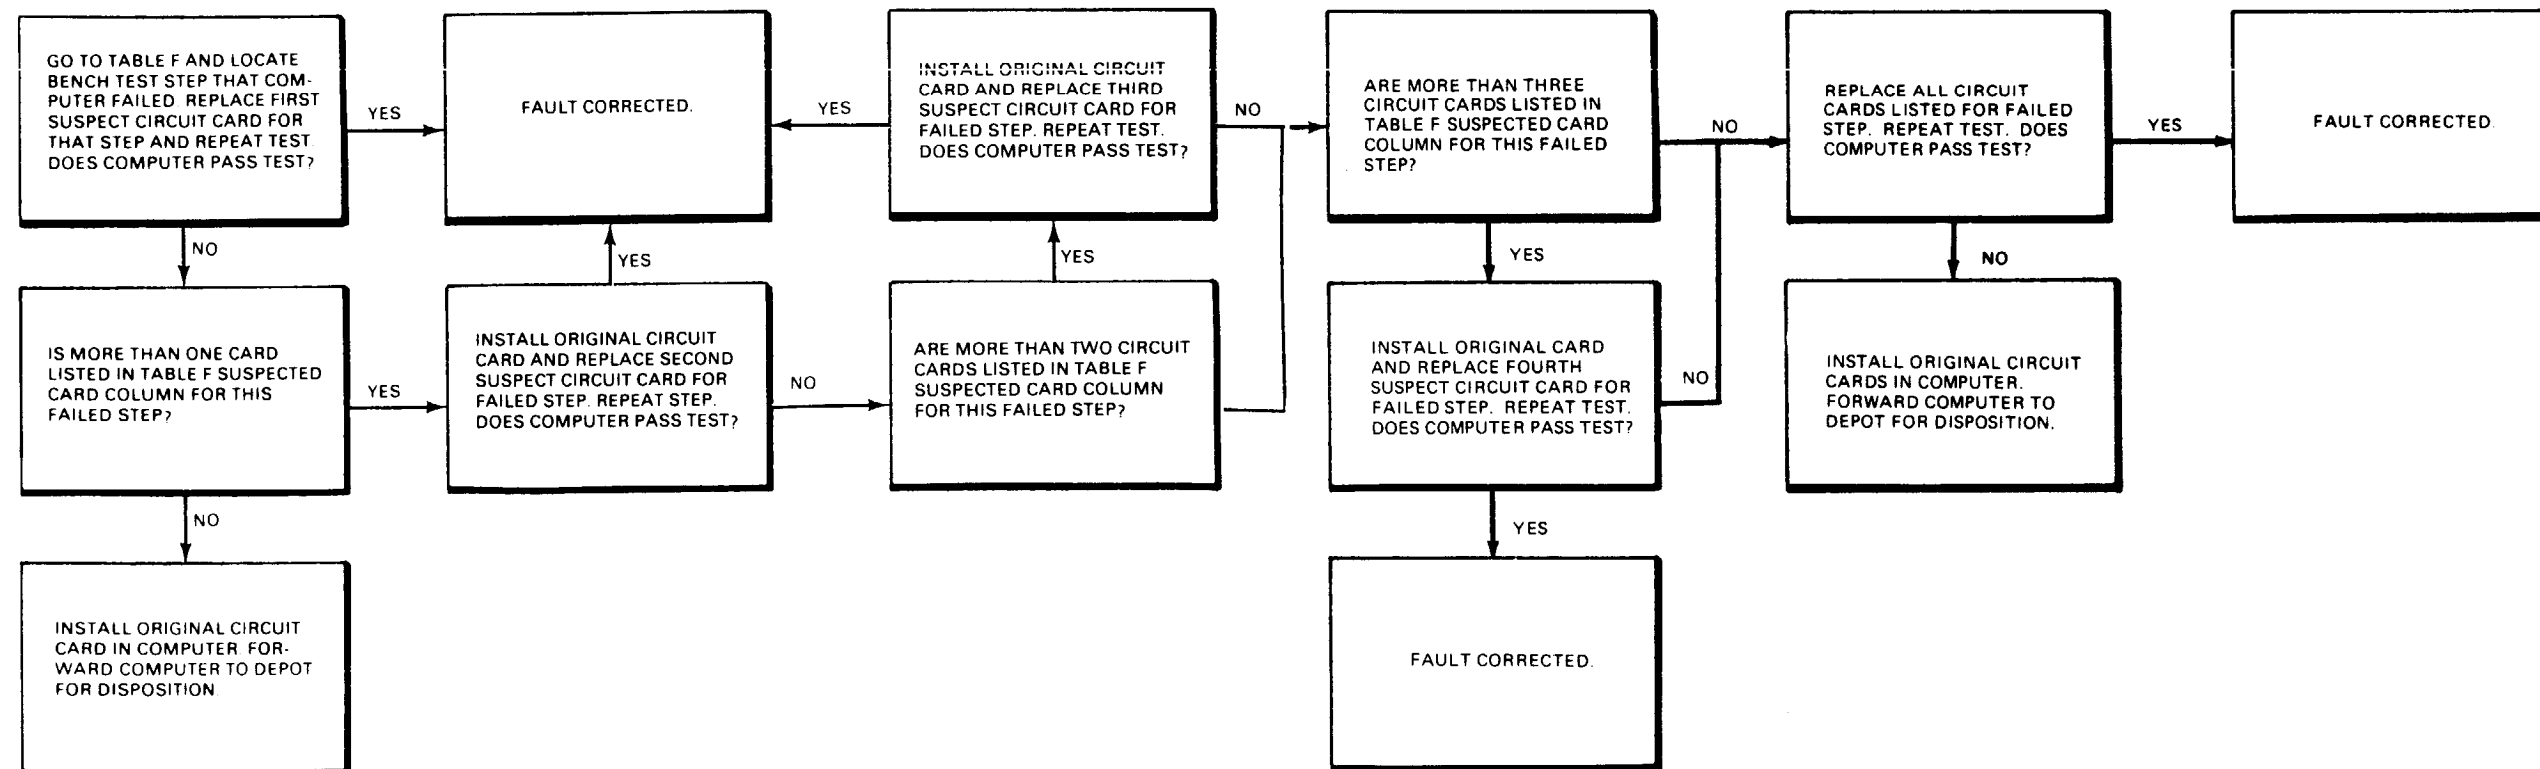 GO TO TABLE F AND LOCATE
BENCH TEST STEP THAT COM-
PUTER FAILED. REPLACE FIRST
SUSPECT CIRCUIT CARD FOR
THAT STEP AND REPEAT TEST.
DOES COMPUTER PASS TEST?
YES
FAULT CORRECTED.
YES
INSTALL ORIGINAL CIRCUIT
CARD AND REPLACE THIRD
SUSPECT CIRCUIT CARD FOR
FAILED STEP. REPEAT TEST.
DOES COMPUTER PASS TEST?
NO
ARE MORE THAN THREE
CIRCUIT CARDS LISTED IN
TABLE F SUSPECTED CARD
COLUMN FOR THIS FAILED
STEP?
NO
REPLACE ALL CIRCUIT
CARDS LISTED FOR FAILED
STEP. REPEAT TEST. DOES
COMPUTER PASS TEST?
YES
FAULT CORRECTED.
NO
YES
YES
YES
NO
IS MORE THAN ONE CARD
LISTED IN TABLE F SUSPECTED
CARD COLUMN FOR THIS
FAILED STEP?
YES
INSTALL ORIGINAL CIRCUIT
CARD AND REPLACE SECOND
SUSPECT CIRCUIT CARD FOR
FAILED STEP. REPEAT STEP.
DOES COMPUTER PASS TEST?
NO
ARE MORE THAN TWO CIRCUIT
CARDS LISTED IN TABLE F
SUSPECTED CARD COLUMN
FOR THIS FAILED STEP?
INSTALL ORIGINAL CARD
AND REPLACE FOURTH
SUSPECT CIRCUIT CARD FOR
FAILED STEP. REPEAT TEST.
DOES COMPUTER PASS TEST?
NO
INSTALL ORIGINAL CIRCUIT
CARDS IN COMPUTER.
FORWARD COMPUTER TO
DEPOT FOR DISPOSITION.
NO
YES
INSTALL ORIGINAL CIRCUIT
CARD IN COMPUTER. FOR-
WARD COMPUTER TO DEPOT
FOR DISPOSITION.
FAULT CORRECTED.